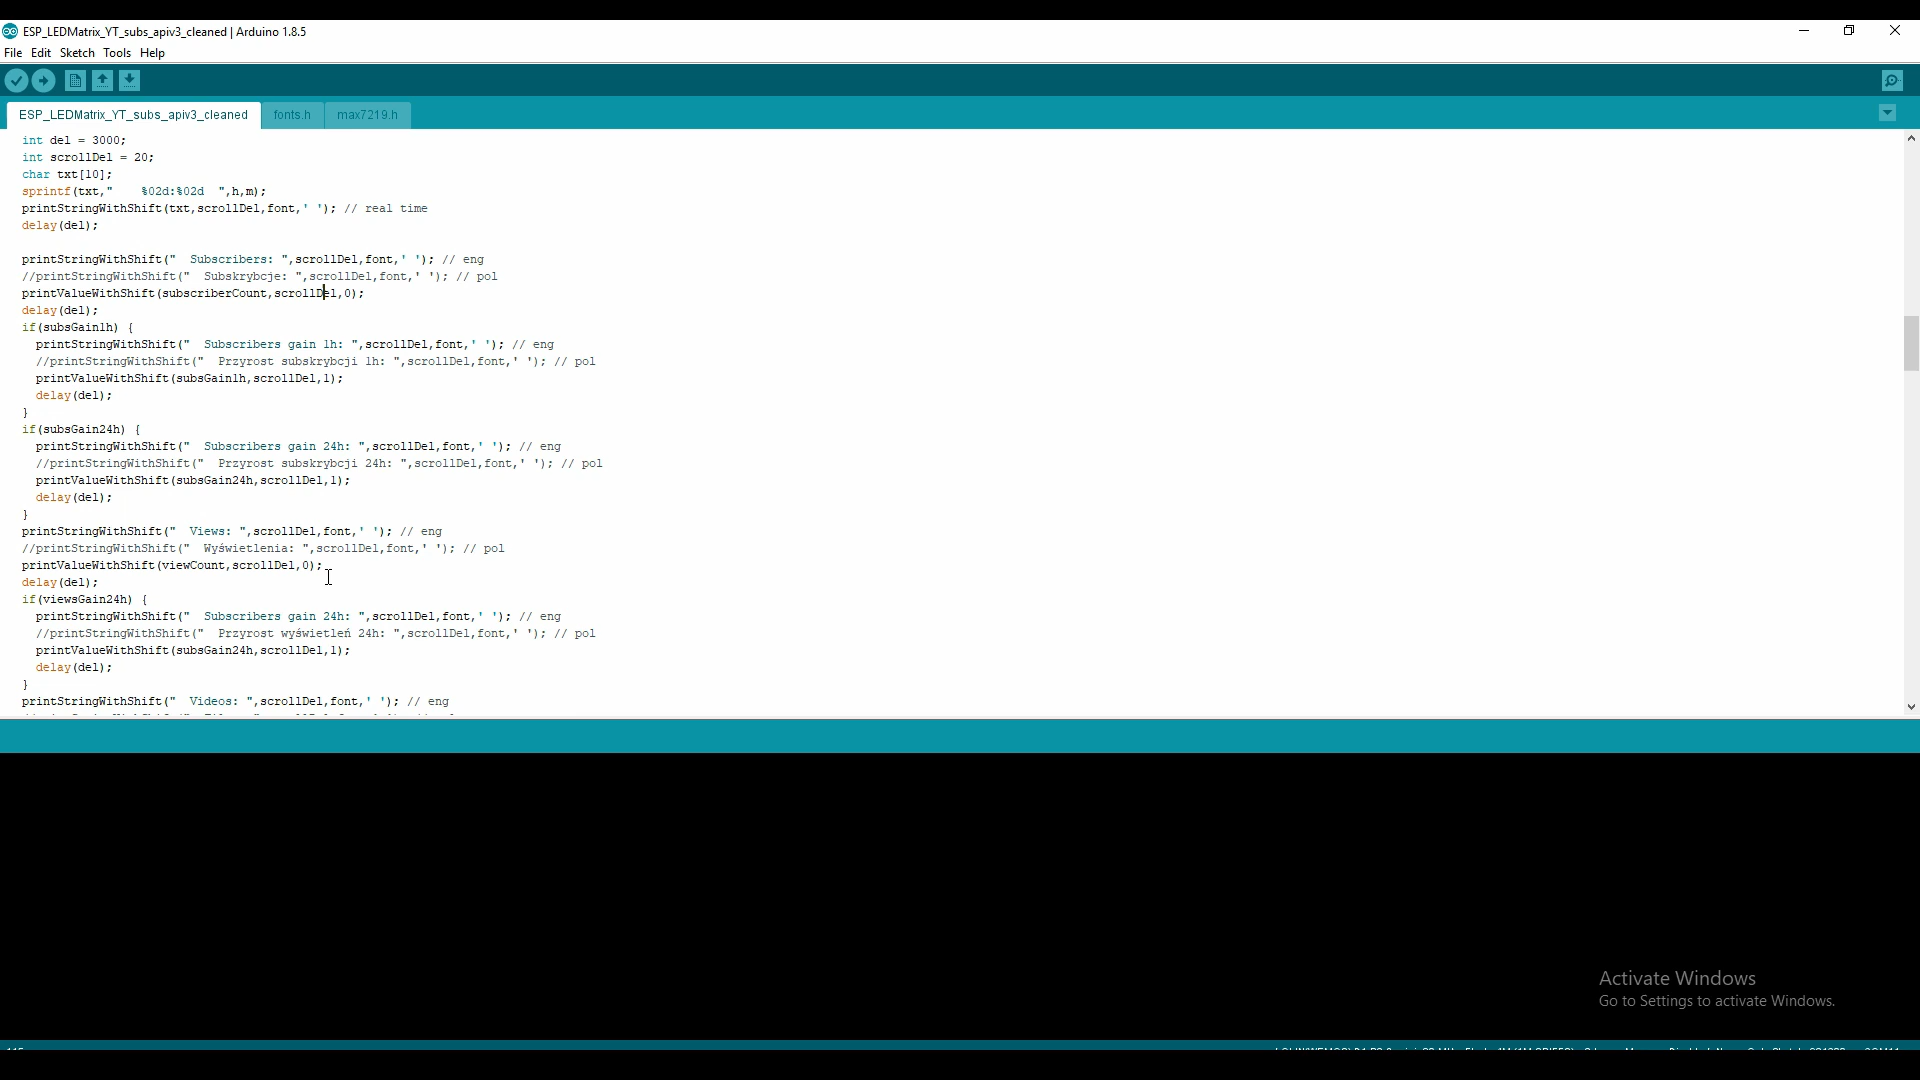 ESP_LEDMatrix_YT_subs_apiv3_cleaned | Arduino 1.8.5
File Edit Sketch Tools Help
ESP_LEDMatrix_YT_subs_apiv3_cleaned fonts.h max7219.h
int del = 3000;
int scrollDel = 20;
char txt[10];
sprintf(txt,"    %02d:%02d  ",h,m);
printStringWithShift(txt,scrollDel,font,' '); // real time
delay(del);
printStringWithShift("  Subscribers: ",scrollDel,font,' '); // eng
//printStringWithShift("  Subskrybcje: ",scrollDel,font,' '); // pol
printValueWithShift(subscriberCount,scrollDel,0);
delay(del);
if(subsGain1h) {
  printStringWithShift("  Subscribers gain 1h: ",scrollDel,font,' '); // eng
  //printStringWithShift("  Przyrost subskrybcji 1h: ",scrollDel,font,' '); // pol
  printValueWithShift(subsGain1h,scrollDel,1);
  delay(del);
}
if(subsGain24h) {
  printStringWithShift("  Subscribers gain 24h: ",scrollDel,font,' '); // eng
  //printStringWithShift("  Przyrost subskrybcji 24h: ",scrollDel,font,' '); // pol
  printValueWithShift(subsGain24h,scrollDel,1);
  delay(del);
}
printStringWithShift("  Views: ",scrollDel,font,' '); // eng
//printStringWithShift("  Wyświetlenia: ",scrollDel,font,' '); // pol
printValueWithShift(viewCount,scrollDel,0);
delay(del);
if(viewsGain24h) {
  printStringWithShift("  Subscribers gain 24h: ",scrollDel,font,' '); // eng
  //printStringWithShift("  Przyrost wyświetleń 24h: ",scrollDel,font,' '); // pol
  printValueWithShift(subsGain24h,scrollDel,1);
  delay(del);
}
printStringWithShift("  Videos: ",scrollDel,font,' '); // eng
Activate Windows
Go to Settings to activate Windows.